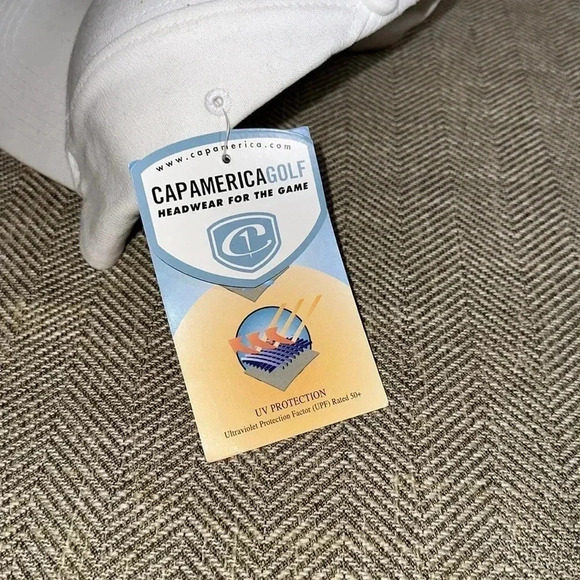 www.capamerica.com
CAPAMERICAGOLF
HEADWEAR FOR THE GAME
C
UV PROTECTION
Ultraviolet Protection Factor (UPF) Rated 50+